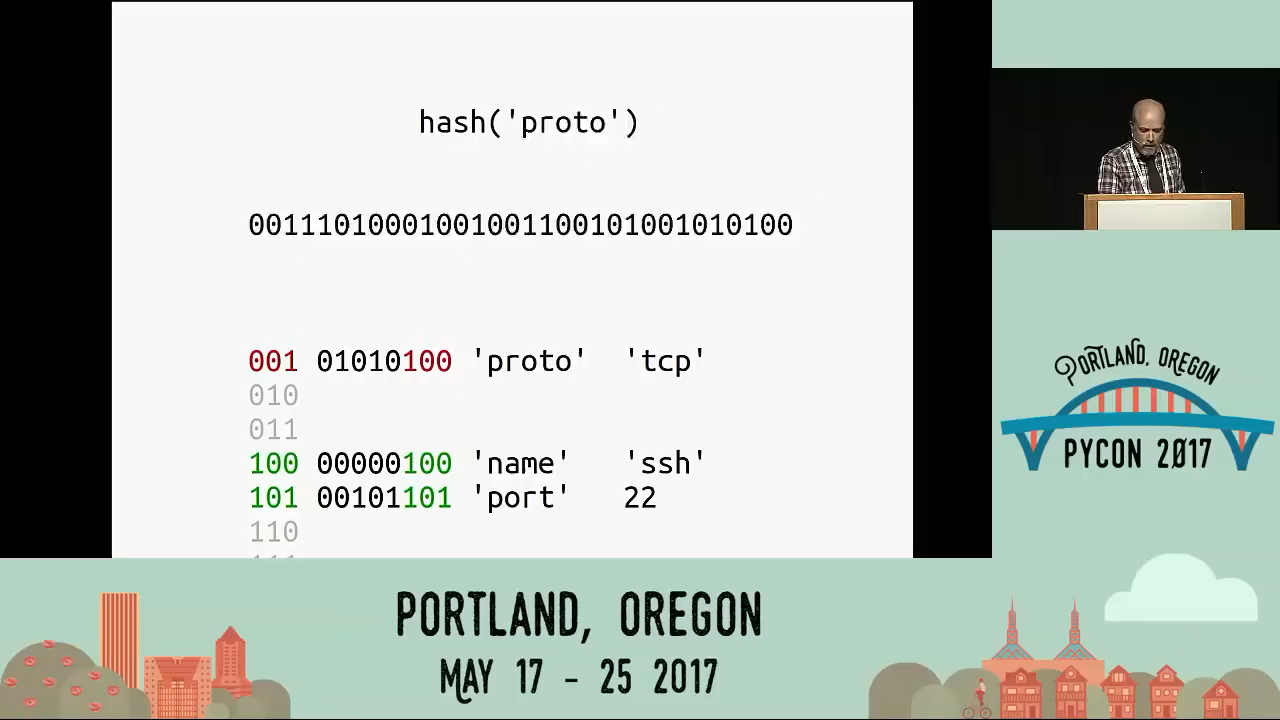 hash('proto')
00111010001001001100101001010100
001 01010100 'proto' 'tcp'
010
011
100 00000100 'name' 'ssh'
101 00101101 'port' 22
110
111
PORTLAND, OREGON
PYCON 2017
PORTLAND, OREGON
MAY 17 - 25 2017